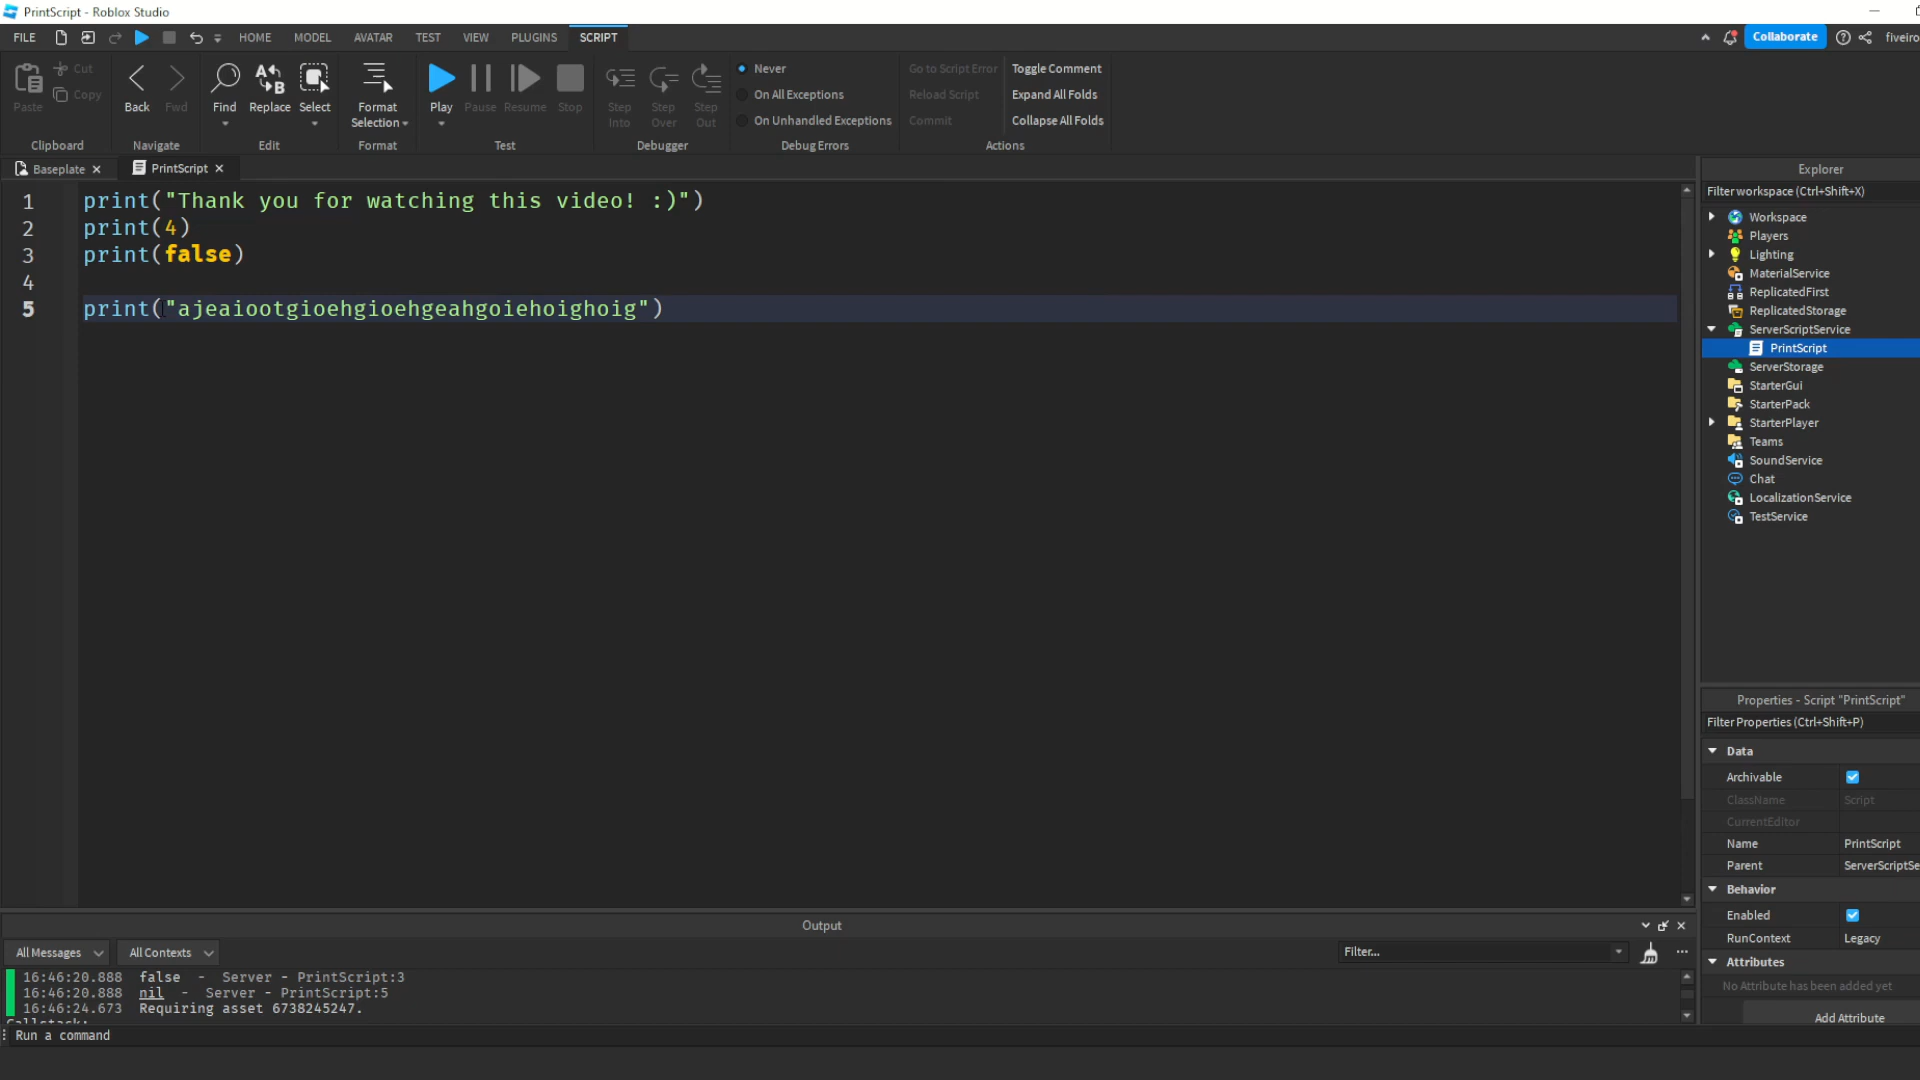 PrintScript - Roblox Studio
FILE HOME MODEL AVATAR TEST VIEW PLUGINS SCRIPT Collaborate fiveiro
Paste Cut Copy
Clipboard
Back Fwd
Navigate
Find Replace Select
Edit
Format
Selection
Format
Play Pause Resume Stop
Test
Step Into Step Over Step Out
Debugger
Never
On All Exceptions
On Unhandled Exceptions
Debug Errors
Go to Script Error Toggle Comment
Reload Script Expand All Folds
Commit Collapse All Folds
Actions
Baseplate PrintScript
1 print("Thank you for watching this video! :)")
2 print(4)
3 print(false)
4
5 print("ajeaiootgioehgioehgeahgoiehoighoig")
Explorer
Filter workspace (Ctrl+Shift+X)
Workspace
Players
Lighting
MaterialService
ReplicatedFirst
ReplicatedStorage
ServerScriptService
PrintScript
ServerStorage
StarterGui
StarterPack
StarterPlayer
Teams
SoundService
Chat
LocalizationService
TestService
Properties - Script "PrintScript"
Filter Properties (Ctrl+Shift+P)
Data
Archivable
ClassName Script
CurrentEditor
Name PrintScript
Parent ServerScriptSe
Behavior
Enabled
RunContext Legacy
Attributes
No Attribute has been added yet
Add Attribute
Output
All Messages All Contexts Filter...
16:46:20.888 false - Server - PrintScript:3
16:46:20.888 nil - Server - PrintScript:5
16:46:24.673 Requiring asset 6738245247.
Callstack:
Run a command